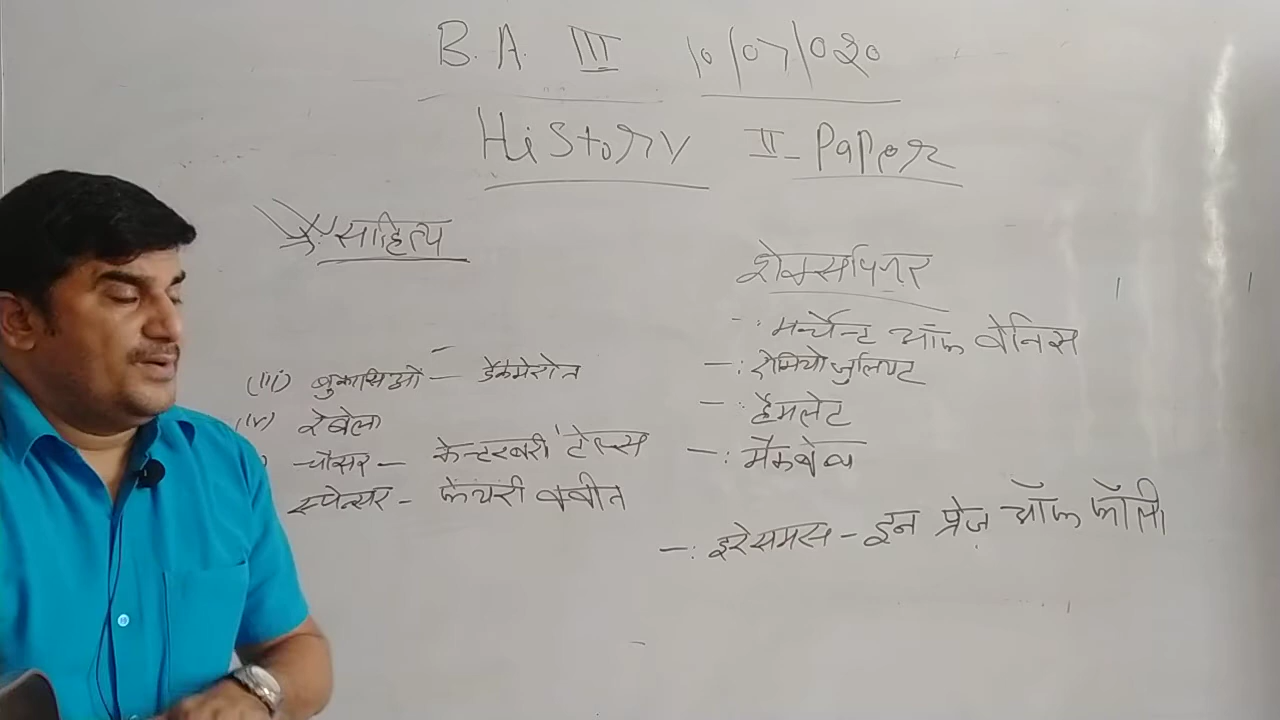 B.A. III 10/07/020
History II - Paper
साहित्य
(iii) बुकासिओ - डेकैमेरोन
(iv) रेबेला
चौसर - केन्टरबरी टेल्स
स्पेन्सर - फेयरी क्वीन
शेक्सपियर
-: मर्चेन्ट ऑफ वेनिस
-: रोमियो जुलियट
-: हैमलेट
-: मैकबेथ
-: इरेसमस - इन प्रेज़ ऑफ फॉली